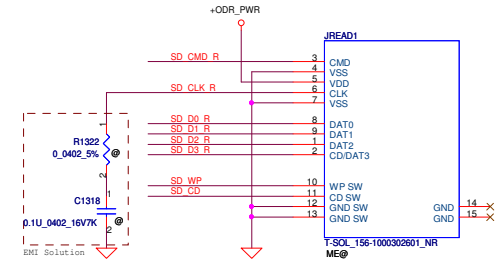 +ODR_PWR
JREAD1
SD_CMD_R 3 CMD
4 VSS
5 VDD
SD_CLK_R 6 CLK
7 VSS
SD_D0_R 8 DAT0
SD_D1_R 9 DAT1
SD_D2_R 1 DAT2
SD_D3_R 2 CD/DAT3
SD_WP 10 WP SW
SD_CD 11 CD SW
12 GND SW GND 14
13 GND SW GND 15
T-SOL_156-1000302601_NR
ME@
1
R1322
0_0402_5% @
2
1
C1318
0.1U_0402_16V7K @
2
EMI Solution